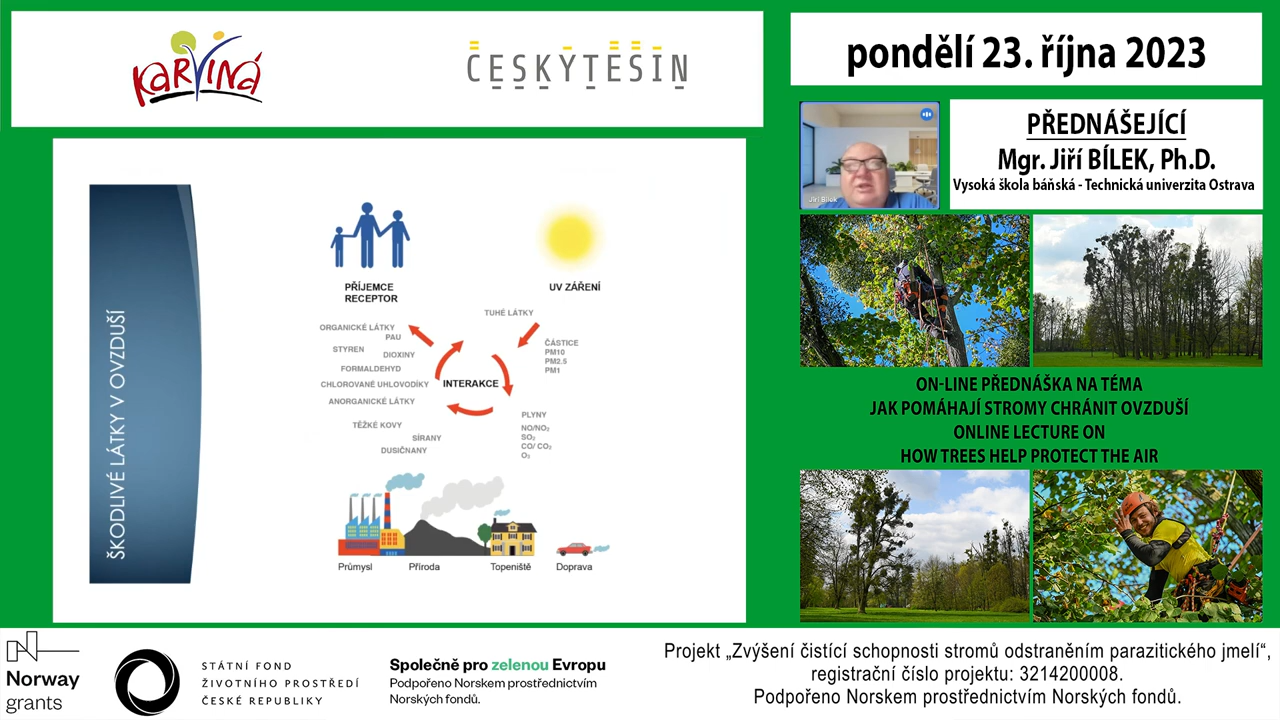 KARVINÁ
ČESKÝ TĚŠÍN
pondělí 23. října 2023
Jiří Bílek
PŘEDNÁŠEJÍCÍ
Mgr. Jiří BÍLEK, Ph.D.
Vysoká škola báňská - Technická univerzita Ostrava
ŠKODLIVÉ LÁTKY V OVZDUŠÍ
PŘÍJEMCE
RECEPTOR
UV ZÁŘENÍ
TUHÉ LÁTKY
ORGANICKÉ LÁTKY
PAU
STYREN
DIOXINY
FORMALDEHYD
CHLOROVANÉ UHLOVODÍKY
ANORGANICKÉ LÁTKY
TĚŽKÉ KOVY
SÍRANY
DUSIČNANY
INTERAKCE
ČÁSTICE
PM10
PM2.5
PM1
PLYNY
NO/NO₂
SO₂
CO/ CO₂
O₂
Průmysl
Příroda
Topeniště
Doprava
ON-LINE PŘEDNÁŠKA NA TÉMA
JAK POMÁHAJÍ STROMY CHRÁNIT OVZDUŠÍ
ONLINE LECTURE ON
HOW TREES HELP PROTECT THE AIR
Norway
grants
STÁTNÍ FOND
ŽIVOTNÍHO PROSTŘEDÍ
ČESKÉ REPUBLIKY
Společně pro zelenou Evropu
Podpořeno Norskem prostřednictvím
Norských fondů.
Projekt „Zvýšení čistící schopnosti stromů odstraněním parazitického jmelí“,
registrační číslo projektu: 3214200008.
Podpořeno Norskem prostřednictvím Norských fondů.